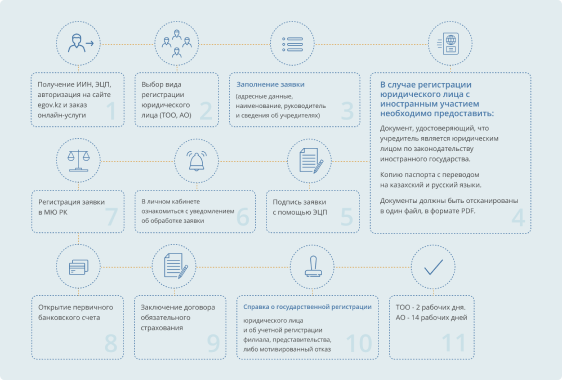 Получение ИИН, ЭЦП,
авторизация на сайте
egov.kz и заказ
онлайн-услуги
1
Выбор вида
регистрации
юридического
лица (ТОО, АО)
2
Заполнение заявки
(адресные данные,
наименование, руководитель
и сведения об учредителях)
3
В случае регистрации
юридического лица с
иностранным участием
необходимо предоставить:
Документ, удостоверяющий, что
учредитель является юридическим
лицом по законодательству
иностранного государства.
Копию паспорта с переводом
на казахский и русский языки.
Документы должны быть отсканированы
в один файл, в формате PDF.
4
Подпись заявки
с помощью ЭЦП
5
В личном кабинете
ознакомиться с уведомлением
об обработке заявки
6
Регистрация заявки
в МЮ РК
7
Открытие первичного
банковского счета
8
Заключение договора
обязательного
страхования
9
Справка о государственной регистрации
юридического лица
и об учетной регистрации
филиала, представительства,
либо мотивированный отказ
10
ТОО - 2 рабочих дня.
АО - 14 рабочих дней
11